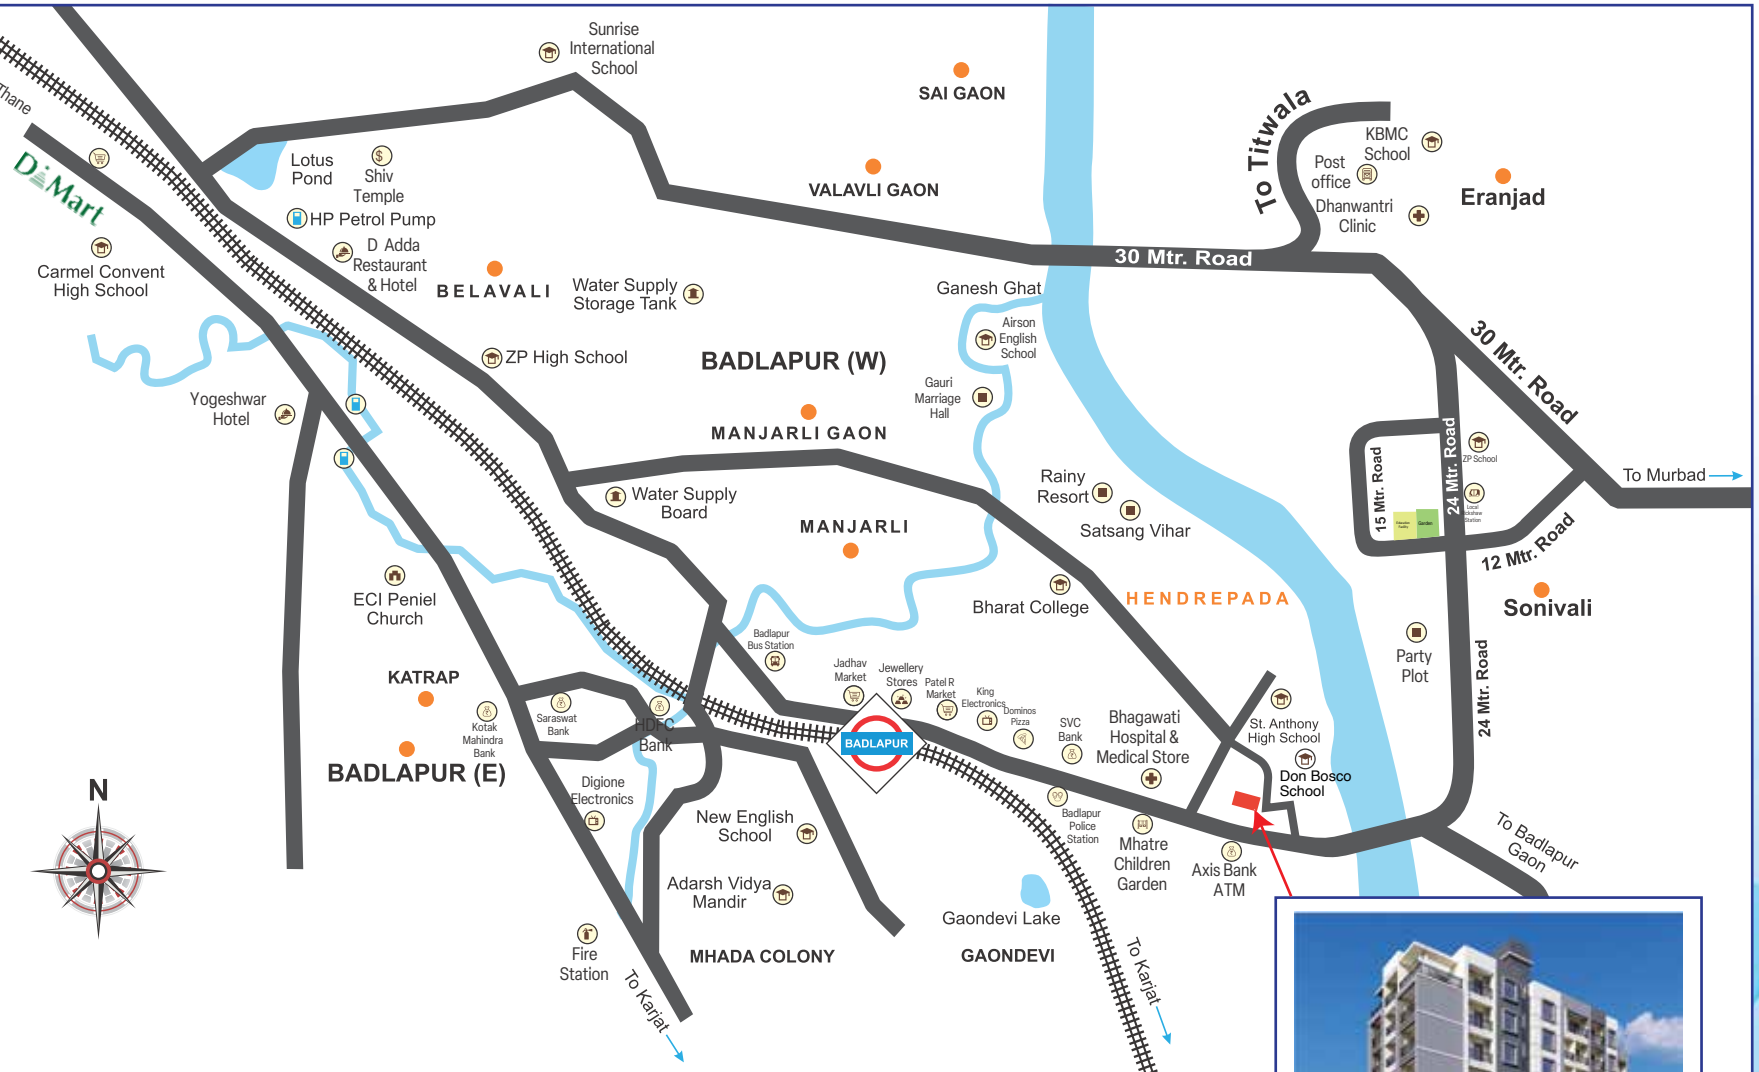 Sunrise
International
School
SAI GAON
Thane
D Mart
Lotus
Pond
Shiv
Temple
HP Petrol Pump
VALAVLI GAON
To Titwala
KBMC
School
Post
office
Dhanwantri
Clinic
Eranjad
Carmel Convent
High School
D Adda
Restaurant
& Hotel
BELAVALI
Water Supply
Storage Tank
30 Mtr. Road
Ganesh Ghat
Airson
English
School
ZP High School
BADLAPUR (W)
30 Mtr. Road
Yogeshwar
Hotel
Gauri
Marriage
Hall
MANJARLI GAON
24 Mtr. Road
ZP School
15 Mtr. Road
To Murbad
Rainy
Resort
Water Supply
Board
Satsang Vihar
MANJARLI
Local
Station
Garden
12 Mtr. Road
ECI Peniel
Church
Bharat College
HENDREPADA
Sonivali
Badlapur
Bus Station
Party
Plot
24 Mtr. Road
KATRAP
Jadhav
Market
Jewellery
Stores
Patel R
Market
King
Electronics
Dominos
Pizza
Kotak
Mahindra
Bank
Saraswat
Bank
HDFC
Bank
SVC
Bank
Bhagawati
Hospital &
Medical Store
St. Anthony
High School
BADLAPUR
BADLAPUR (E)
Don Bosco
School
N
Digione
Electronics
New English
School
Badlapur
Police
Station
Mhatre
Children
Garden
Axis Bank
ATM
To Badlapur
Gaon
Adarsh Vidya
Mandir
Gaondevi Lake
Fire
Station
MHADA COLONY
GAONDEVI
To Karjat
To Karjat